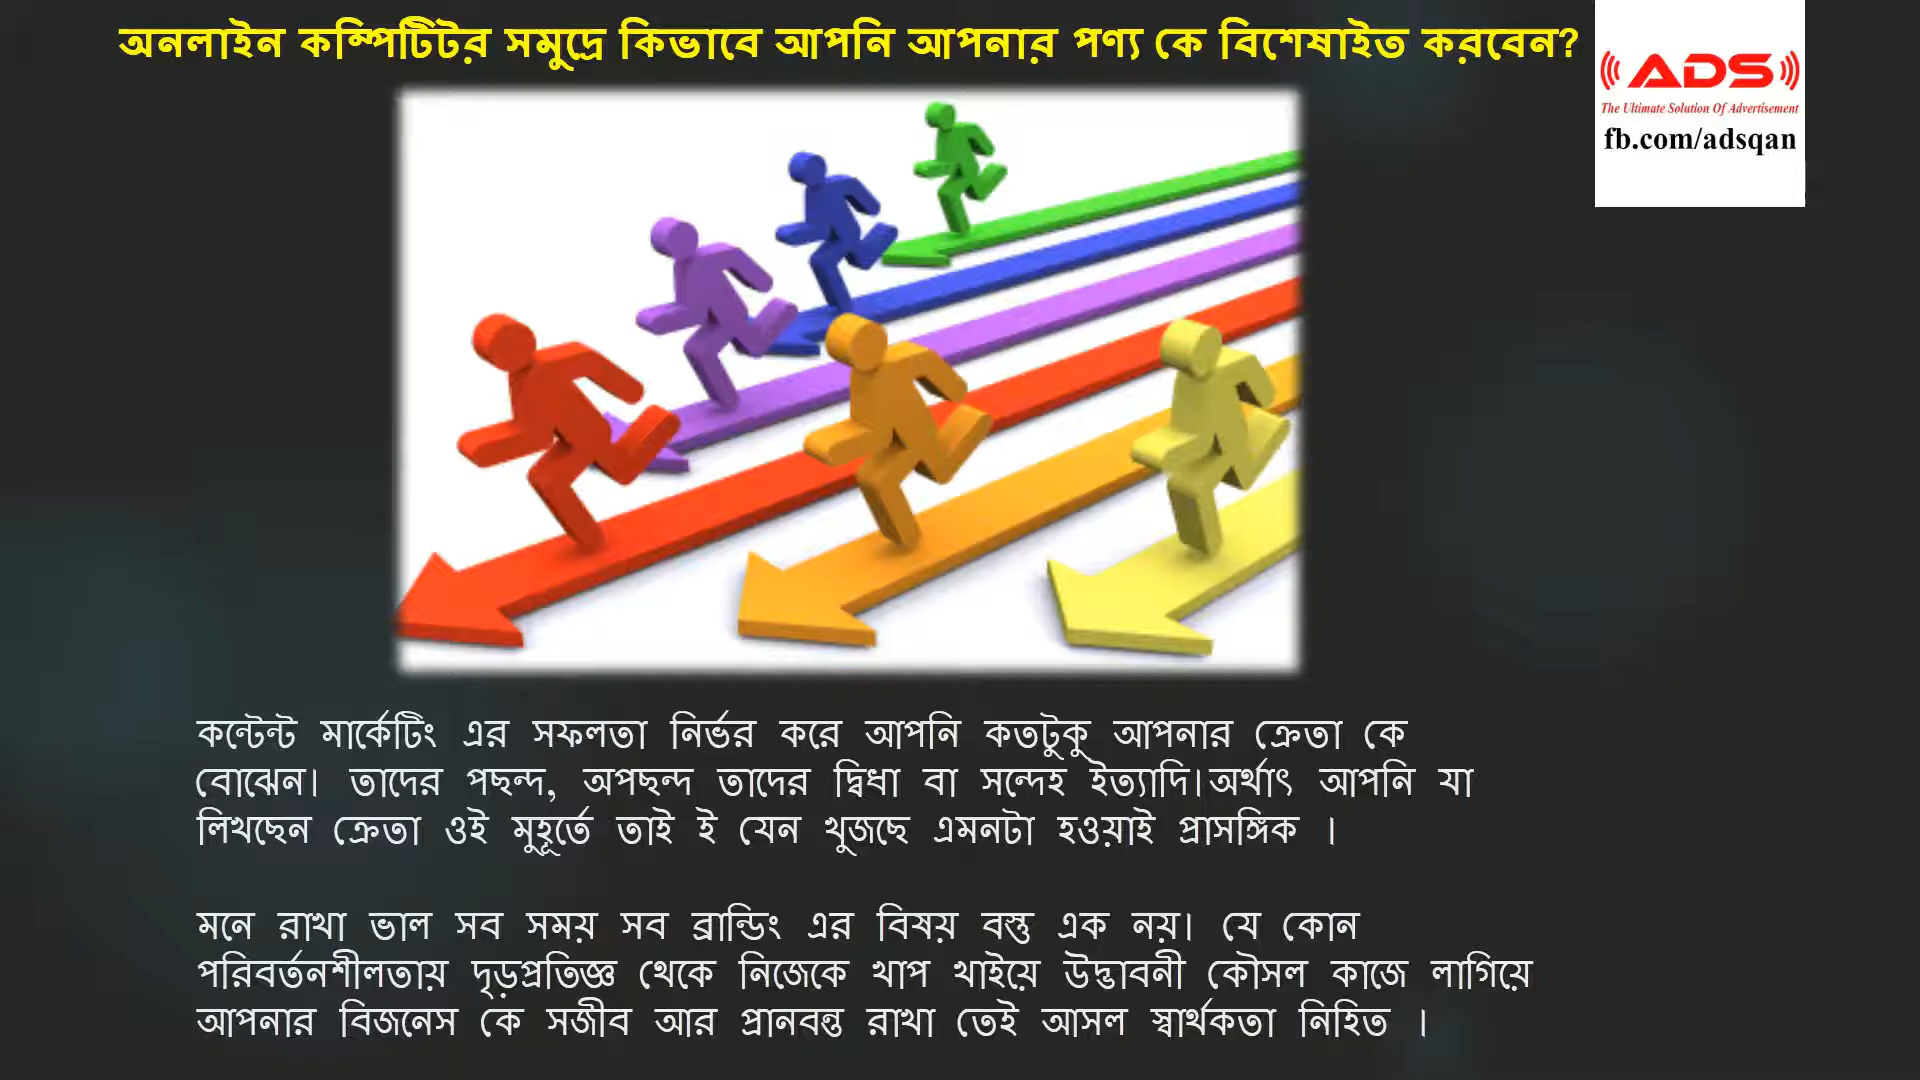 অনলাইন কম্পিটিটর সমুদ্রে কিভাবে আপনি আপনার পণ্য কে বিশেষাইত করবেন?
ADS
The Ultimate Solution Of Advertisement
fb.com/adsqan
কন্টেন্ট মার্কেটিং এর সফলতা নির্ভর করে আপনি কতটুকু আপনার ক্রেতা কে
বোঝেন। তাদের পছন্দ, অপছন্দ তাদের দ্বিধা বা সন্দেহ ইত্যাদি।অর্থাৎ আপনি যা
লিখছেন ক্রেতা ওই মুহূর্তে তাই ই যেন খুজছে এমনটা হওয়াই প্রাসঙ্গিক ।
মনে রাখা ভাল সব সময় সব ব্রান্ডিং এর বিষয় বস্তু এক নয়। যে কোন
পরিবর্তনশীলতায় দৃড়প্রতিজ্ঞ থেকে নিজেকে খাপ খাইয়ে উদ্ভাবনী কৌসল কাজে লাগিয়ে
আপনার বিজনেস কে সজীব আর প্রানবন্ত রাখা তেই আসল স্বার্থকতা নিহিত ।